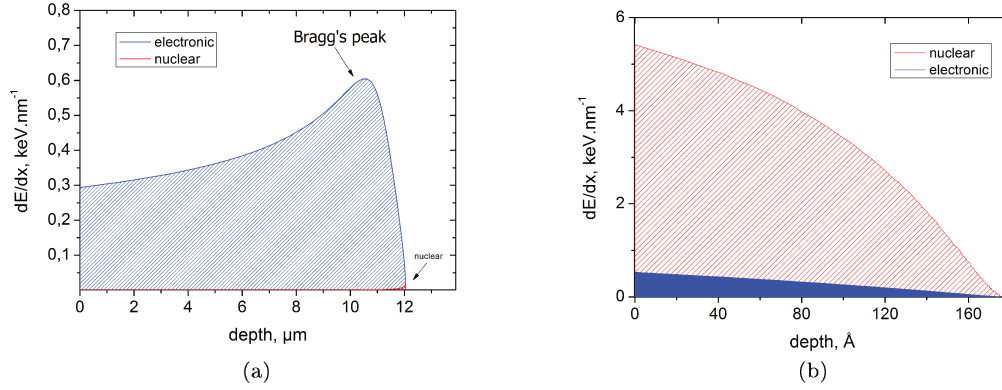 0,8
0,7
0,6
0,5
0,4
0,3
0,2
0,1
dE/dx, keV.nm⁻¹
electronic
nuclear
Bragg's peak
nuclear
0 2 4 6 8 10 12
depth, µm
(a)
6
4
2
0
dE/dx, keV.nm⁻¹
nuclear
electronic
0 40 80 120 160
depth, Å
(b)